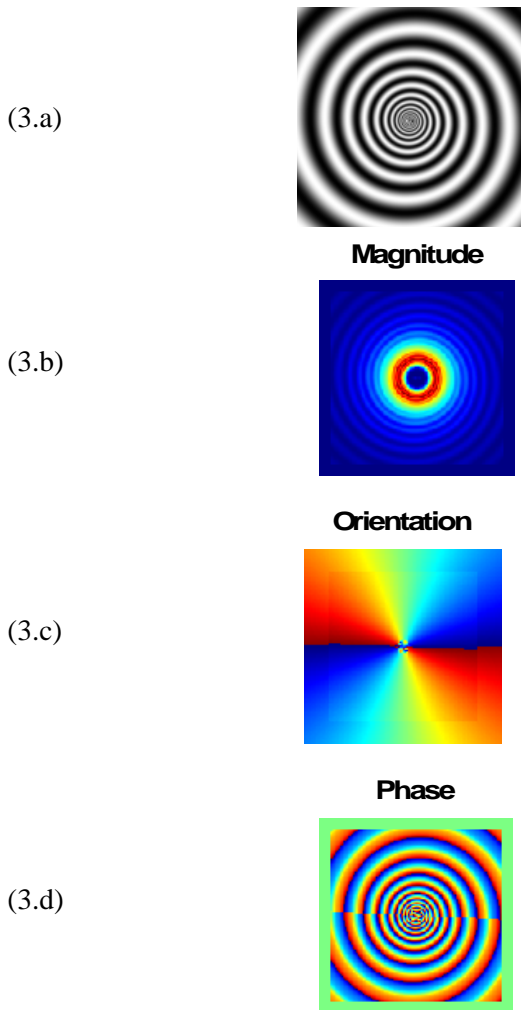 (3.a)
Magnitude
(3.b)
Orientation
(3.c)
Phase
(3.d)